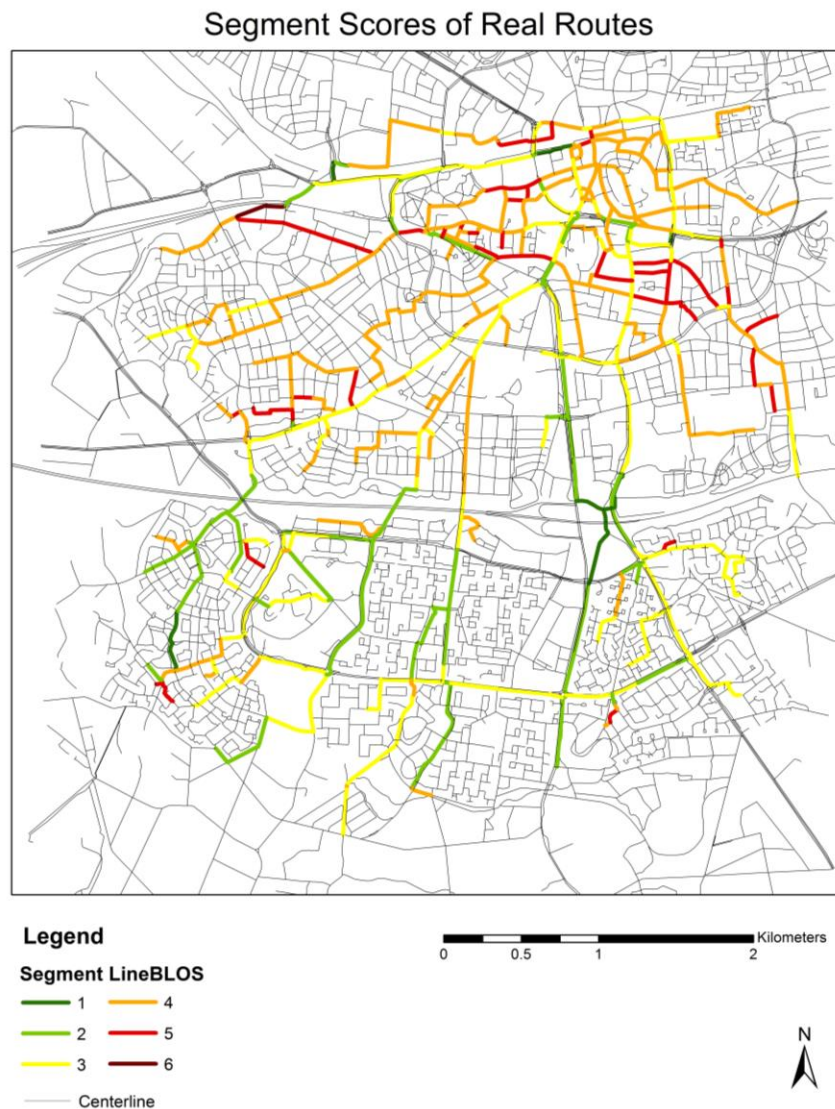 Segment Scores of Real Routes
Legend
Segment LineBLOS
1 4
2 5
3 6
Centerline
Kilometers
0 0.5 1 2
N